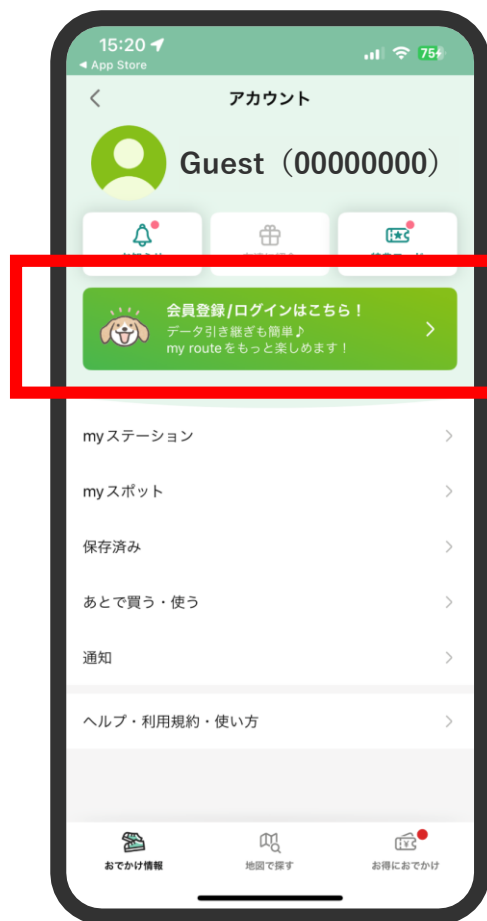 15:20
◀ App Store
75
アカウント
Guest（00000000）
会員登録/ログインはこちら！
データ引き継ぎも簡単♪
my routeをもっと楽しめます！
myステーション
myスポット
保存済み
あとで買う・使う
通知
ヘルプ・利用規約・使い方
おでかけ情報
地図で探す
お得におでかけ